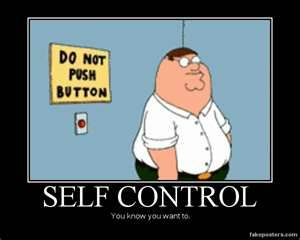 DO NOT
PUSH
BUTTON
SELF CONTROL
You know you want to.
fakeposters.com